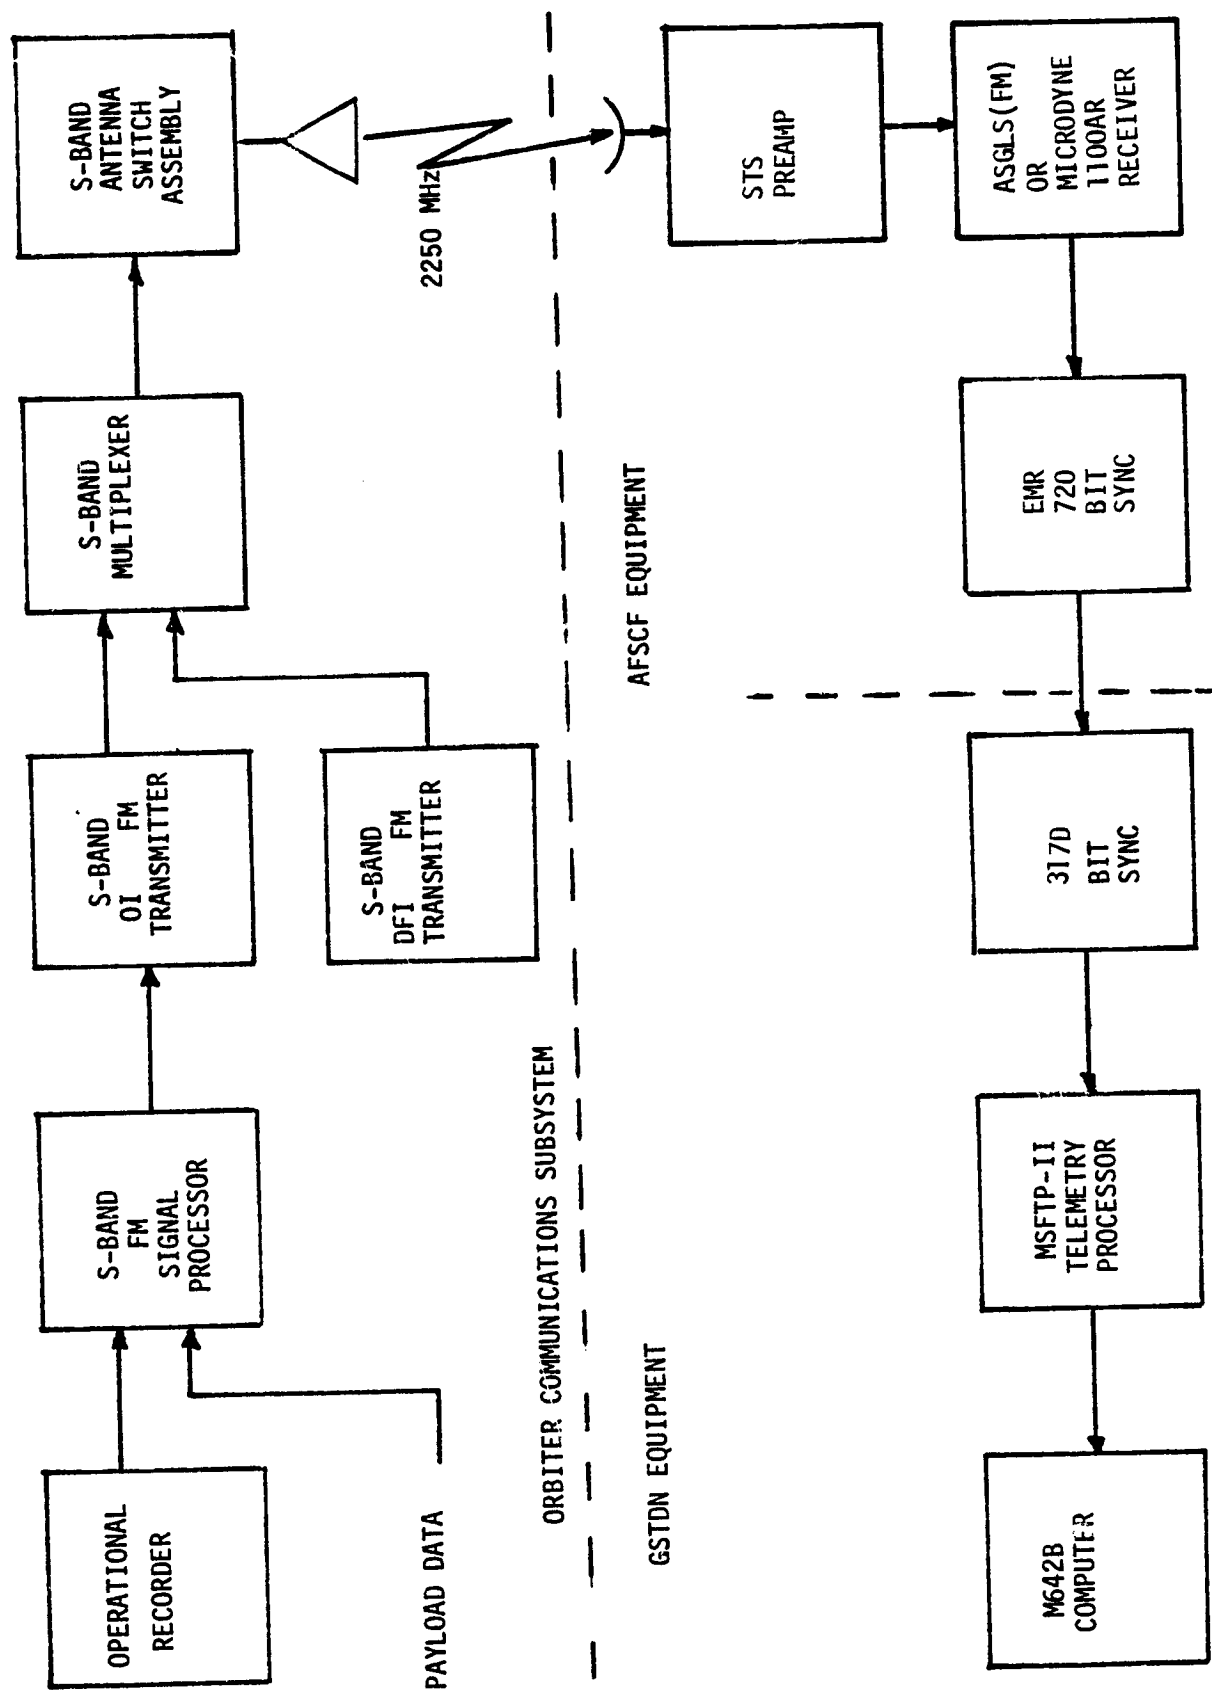 OPERATIONAL
RECORDER
PAYLOAD DATA
S-BAND
FM
SIGNAL
PROCESSOR
S-BAND
OI FM
TRANSMITTER
S-BAND
DFI FM
TRANSMITTER
S-BAND
MULTIPLEXER
S-BAND
ANTENNA
SWITCH
ASSEMBLY
2250 MHz
ORBITER COMMUNICATIONS SUBSYSTEM
GSTDN EQUIPMENT
AFSCF EQUIPMENT
STS
PREAMP
ASGLS(FM)
OR
MICRODYNE
1100AR
RECEIVER
EMR
720
BIT
SYNC
317D
BIT
SYNC
MSFTP-II
TELEMETRY
PROCESSOR
M642B
COMPUTER